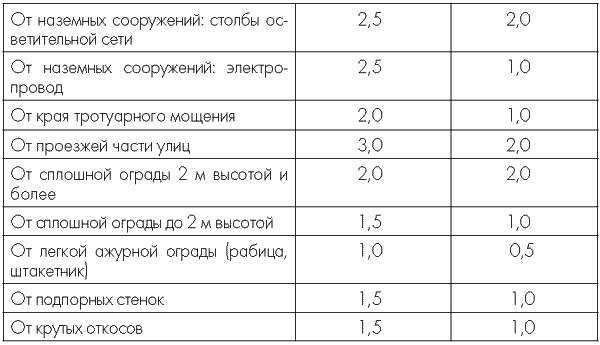 От наземных сооружений: столбы ос- 2,5 2,0
ветительной сети
От наземных сооружений: электро- 2,5 1,0
провод
От края тротуарного мощения 2,0 1,0
От проезжей части улиц 3,0 2,0
От сплошной ограды 2 м высотой и 2,0 2,0
более
От сплошной ограды до 2 м высотой 1,5 1,0
От легкой ажурной ограды (рабица, 1,0 0,5
штакетник)
От подпорных стенок 1,5 1,0
От крутых откосов 1,5 1,0